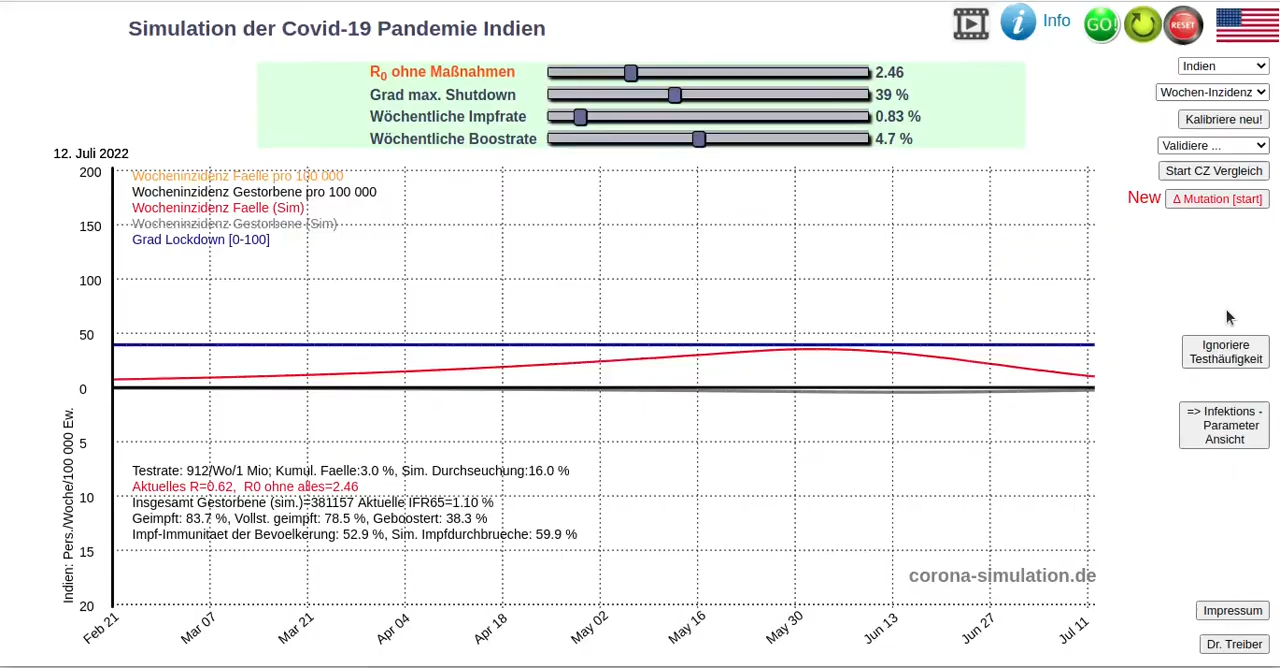 Simulation der Covid-19 Pandemie Indien
Info
GO!
RESET
R0 ohne Maßnahmen 2.46
Grad max. Shutdown 39 %
Wöchentliche Impfrate 0.83 %
Wöchentliche Boostrate 4.7 %
Indien
Wochen-Inzidenz
Kalibriere neu!
Validiere ...
Start CZ Vergleich
New Δ Mutation [start]
Ignoriere
Testhäufigkeit
=> Infektions -
Parameter
Ansicht
Impressum
Dr. Treiber
12. Juli 2022
200
150
100
50
0
5
10
15
20
Indien: Pers./Woche/100 000 Ew.
Wocheninzidenz Faelle pro 100 000
Wocheninzidenz Gestorbene pro 100 000
Wocheninzidenz Faelle (Sim)
Wocheninzidenz Gestorbene (Sim)
Grad Lockdown [0-100]
Testrate: 912/Wo/1 Mio; Kumul. Faelle:3.0 %, Sim. Durchseuchung:16.0 %
Aktuelles R=0.62, R0 ohne alles=2.46
Insgesamt Gestorbene (sim.)=381157 Aktuelle IFR65=1.10 %
Geimpft: 83.7 %, Vollst. geimpft: 78.5 %, Geboostert: 38.3 %
Impf-Immunitaet der Bevoelkerung: 52.9 %, Sim. Impfdurchbrueche: 59.9 %
corona-simulation.de
Feb 21
Mar 07
Mar 21
Apr 04
Apr 18
May 02
May 16
May 30
Jun 13
Jun 27
Jul 11